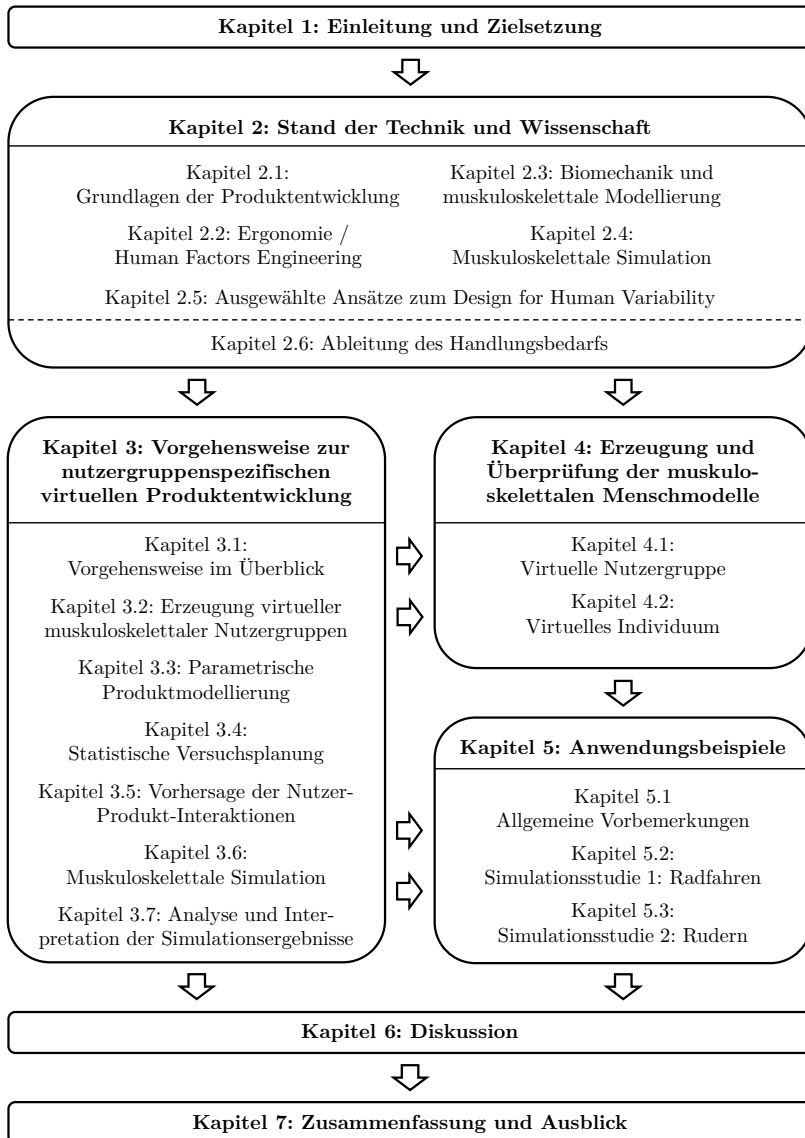 Kapitel 1: Einleitung und Zielsetzung
Kapitel 2: Stand der Technik und Wissenschaft
Kapitel 2.1:
Grundlagen der Produktentwicklung
Kapitel 2.2: Ergonomie /
Human Factors Engineering
Kapitel 2.3: Biomechanik und
muskuloskelettale Modellierung
Kapitel 2.4:
Muskuloskelettale Simulation
Kapitel 2.5: Ausgewählte Ansätze zum Design for Human Variability
Kapitel 2.6: Ableitung des Handlungsbedarfs
Kapitel 3: Vorgehensweise zur
nutzergruppenspezifischen
virtuellen Produktentwicklung
Kapitel 3.1:
Vorgehensweise im Überblick
Kapitel 3.2: Erzeugung virtueller
muskuloskelettaler Nutzergruppen
Kapitel 3.3: Parametrische
Produktmodellierung
Kapitel 3.4:
Statistische Versuchsplanung
Kapitel 3.5: Vorhersage der Nutzer-
Produkt-Interaktionen
Kapitel 3.6:
Muskuloskelettale Simulation
Kapitel 3.7: Analyse und Inter-
pretation der Simulationsergebnisse
Kapitel 4: Erzeugung und
Überprüfung der muskulo-
skelettalen Menschmodelle
Kapitel 4.1:
Virtuelle Nutzergruppe
Kapitel 4.2:
Virtuelles Individuum
Kapitel 5: Anwendungsbeispiele
Kapitel 5.1
Allgemeine Vorbemerkungen
Kapitel 5.2:
Simulationsstudie 1: Radfahren
Kapitel 5.3:
Simulationsstudie 2: Rudern
Kapitel 6: Diskussion
Kapitel 7: Zusammenfassung und Ausblick